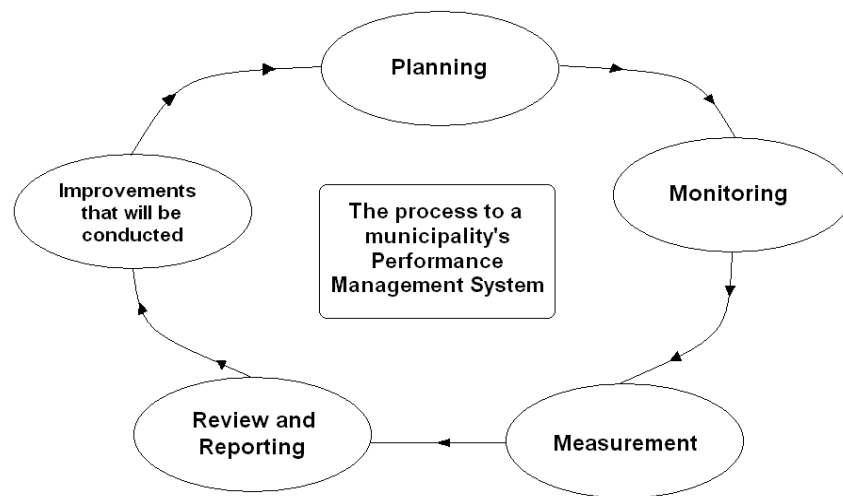 Planning
Monitoring
Improvements
that will be
conducted
The process to a
municipality's
Performance
Management System
Review and
Reporting
Measurement